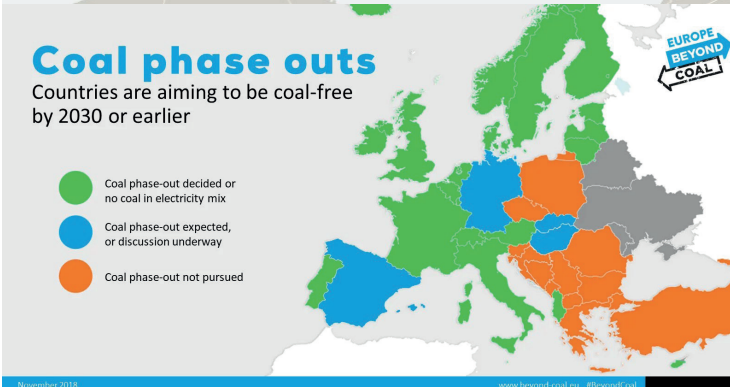 Coal phase outs
Countries are aiming to be coal-free
by 2030 or earlier
EUROPE
BEYOND
COAL
Coal phase-out decided or
no coal in electricity mix
Coal phase-out expected,
or discussion underway
Coal phase-out not pursued
November 2018
www.beyond-coal.eu #BeyondCoal